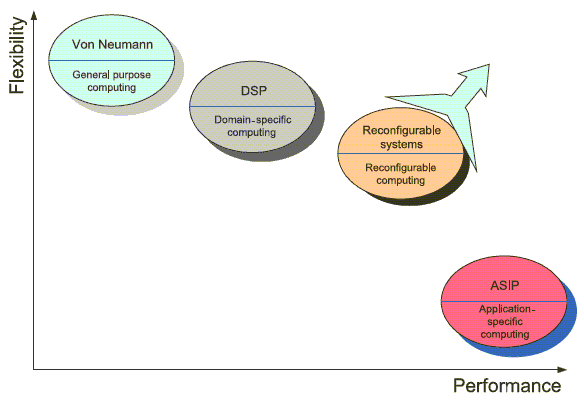 Flexibility
Von Neumann
General purpose
computing
DSP
Domain-specific
computing
Reconfigurable
systems
Reconfigurable
computing
ASIP
Application-
specific
computing
Performance